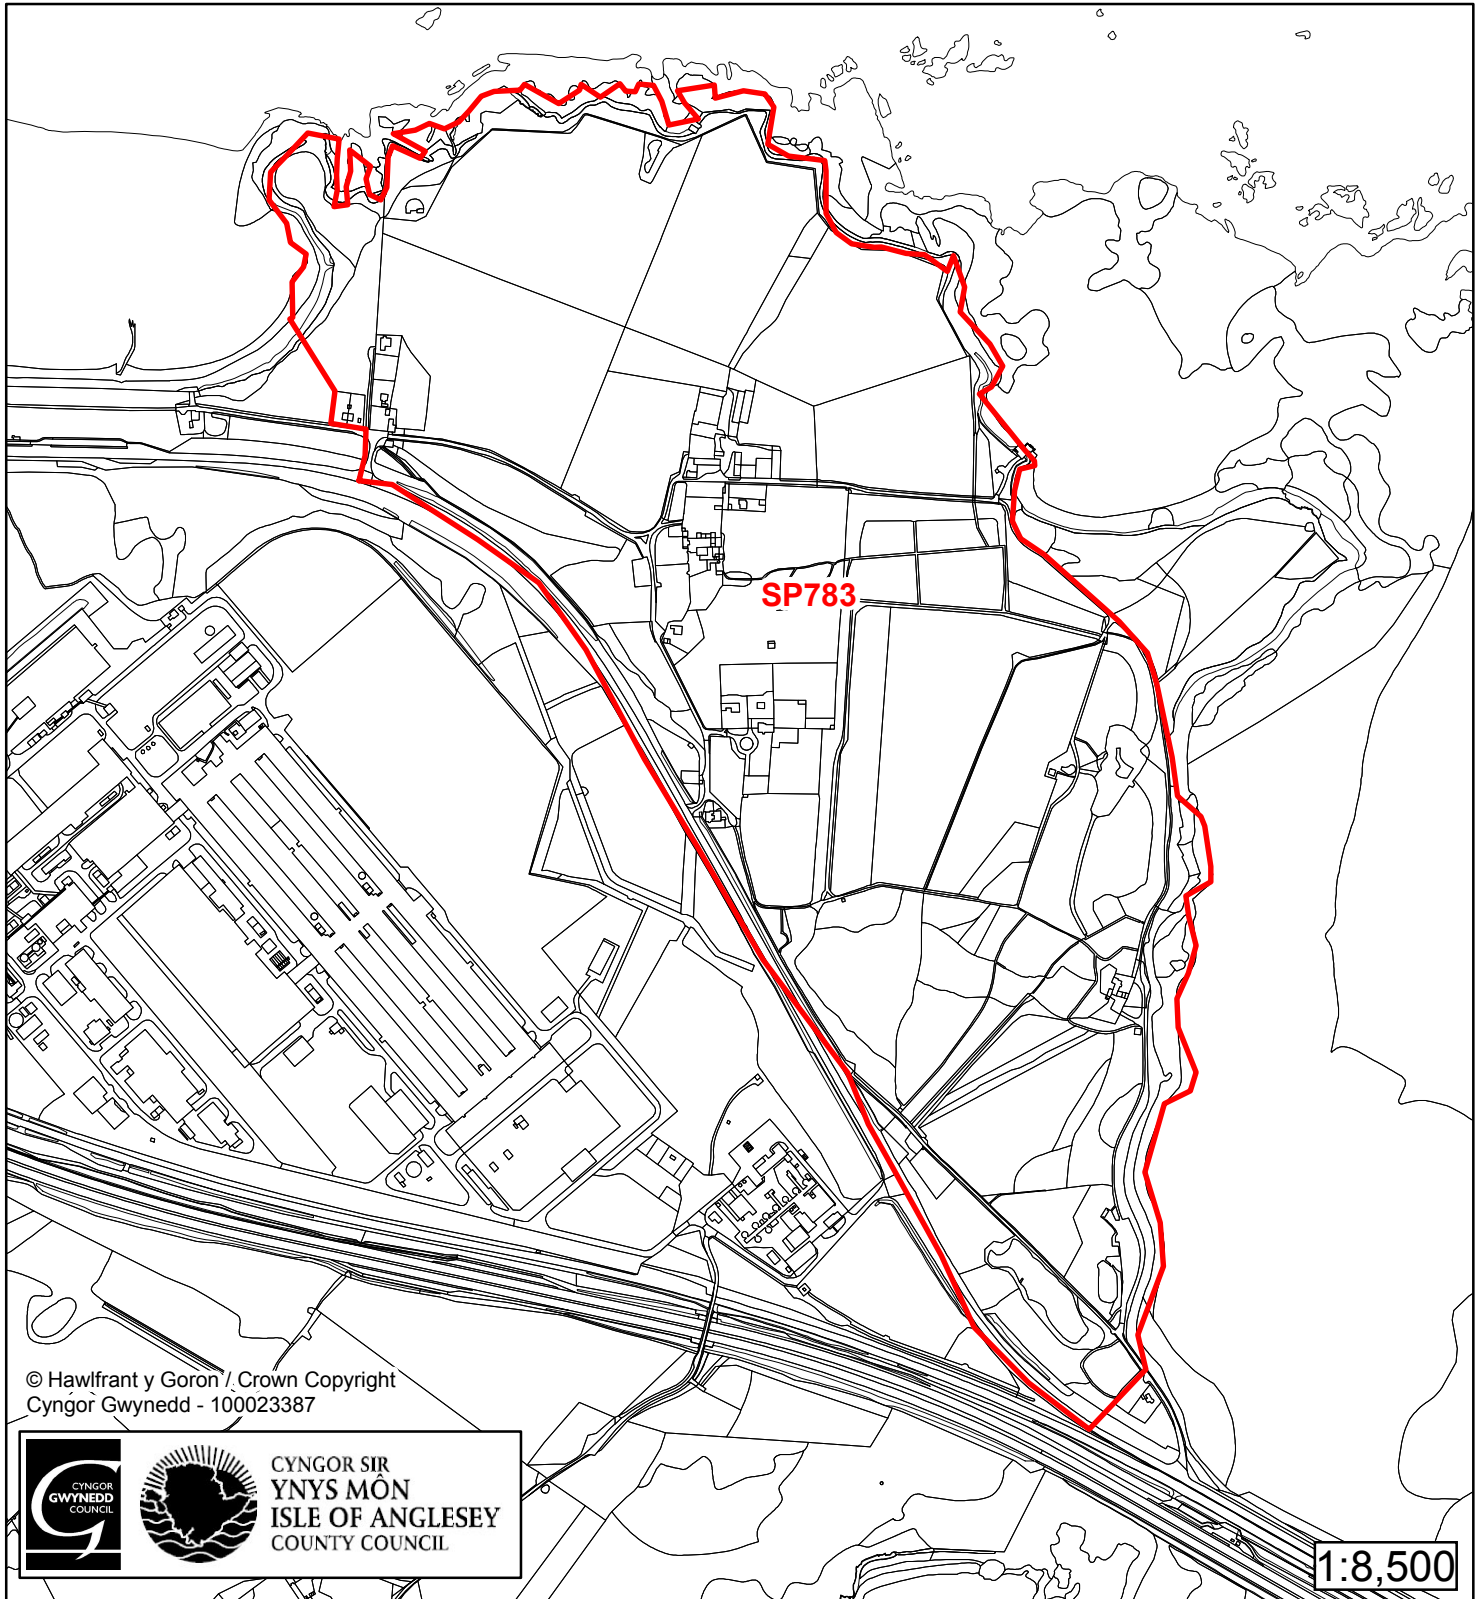 SP783
© Hawlfrant y Goron / Crown Copyright
Cyngor Gwynedd - 100023387
CYNGOR
GWYNEDD
COUNCIL
CYNGOR SIR
YNYS MÔN
ISLE OF ANGLESEY
COUNTY COUNCIL
1:8,500